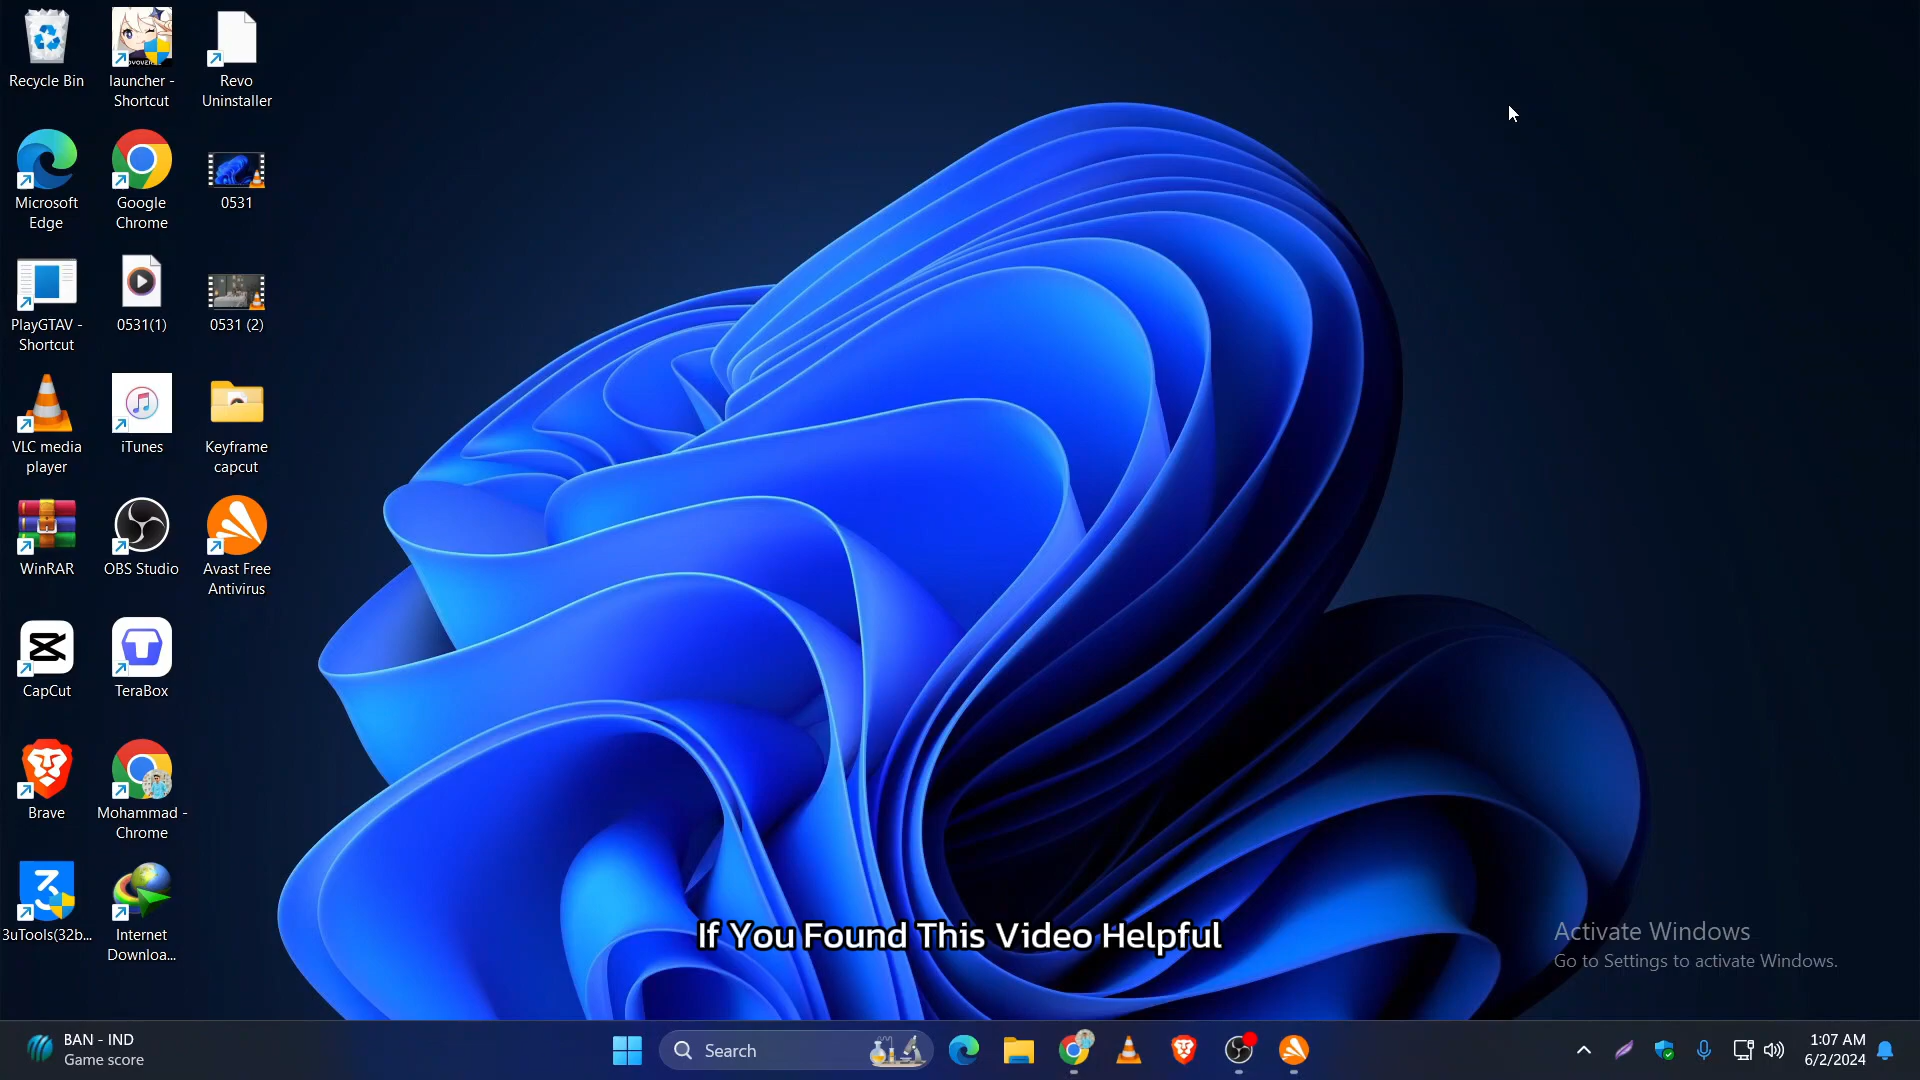 Recycle Bin
launcher -
Shortcut
Revo
Uninstaller
Microsoft
Edge
Google
Chrome
0531
PlayGTAV -
Shortcut
0531(1)
0531 (2)
VLC media
player
iTunes
Keyframe
capcut
WinRAR
OBS Studio
Avast Free
Antivirus
CapCut
TeraBox
Brave
Mohammad -
Chrome
3uTools(32b...
Internet
Downloa...
If You Found This Video Helpful
Activate Windows
Go to Settings to activate Windows.
BAN - IND
Game score
Search
1:07 AM
6/2/2024